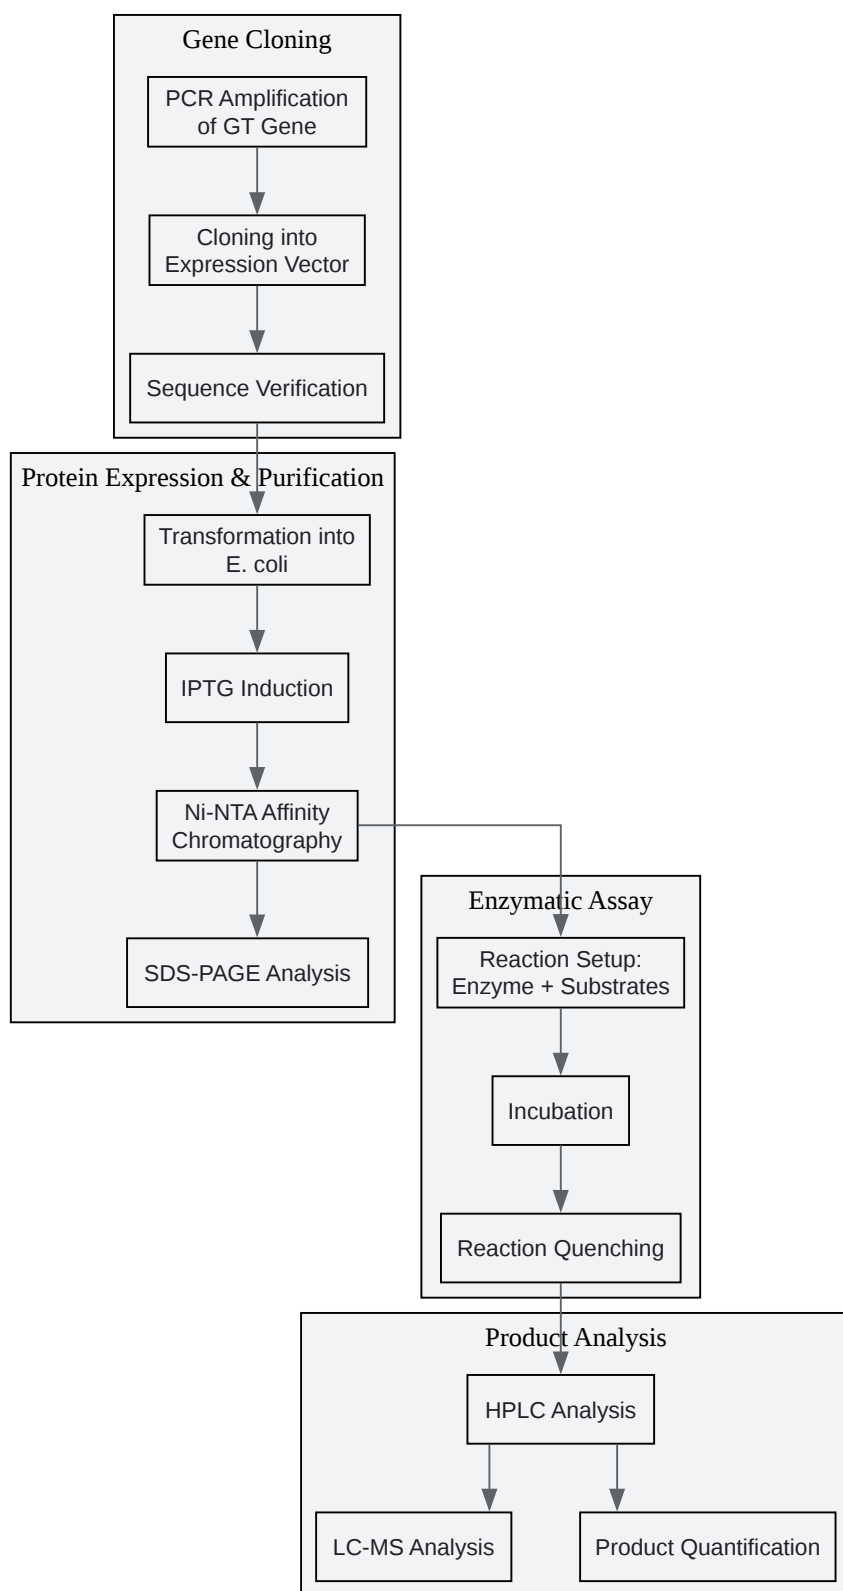 Gene Cloning
PCR Amplification
of GT Gene
Cloning into
Expression Vector
Sequence Verification
Protein Expression & Purification
Transformation into
E. coli
IPTG Induction
Ni-NTA Affinity
Chromatography
SDS-PAGE Analysis
Enzymatic Assay
Reaction Setup:
Enzyme + Substrates
Incubation
Reaction Quenching
Product Analysis
HPLC Analysis
LC-MS Analysis
Product Quantification